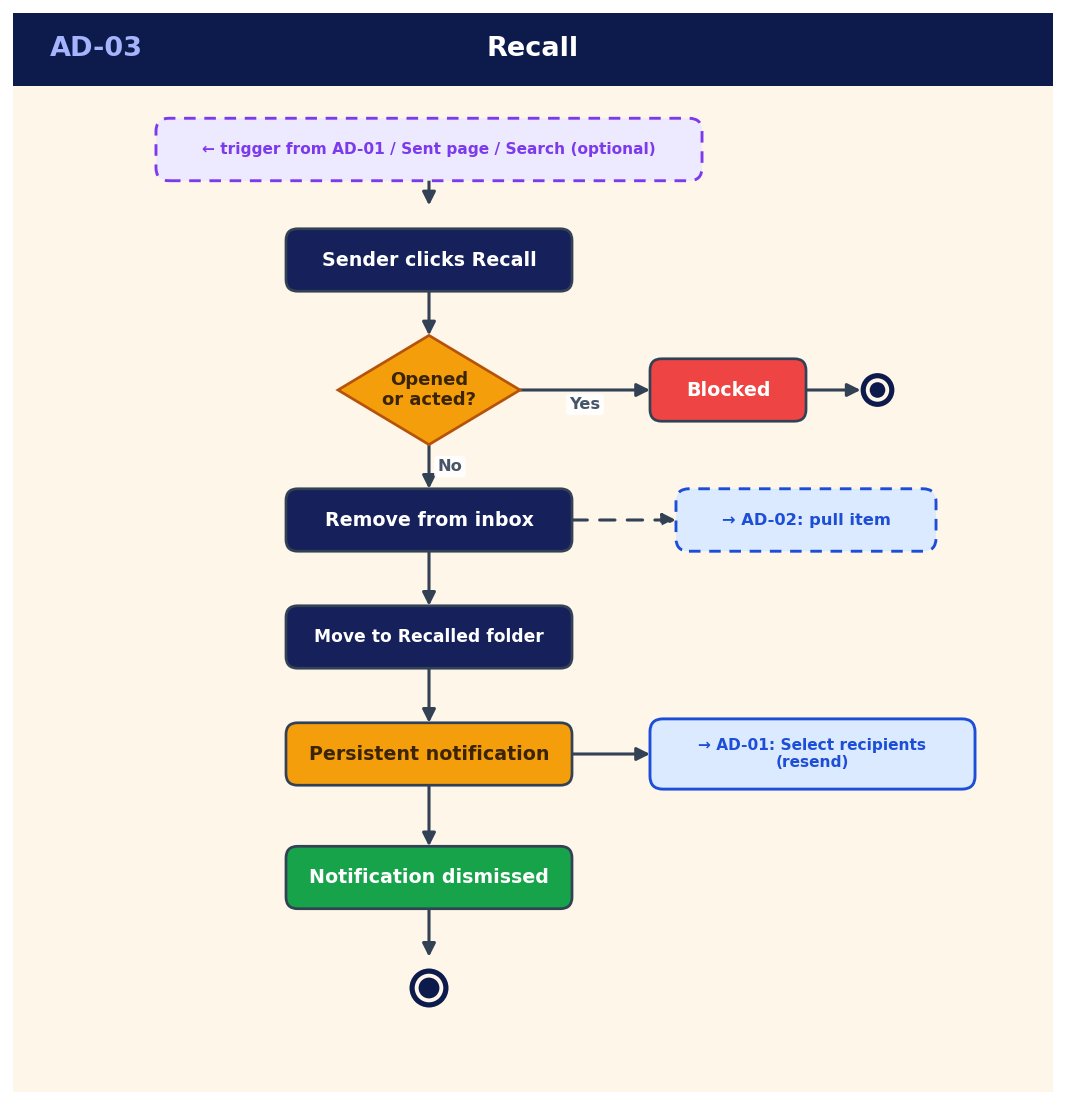 AD-03
Recall
← trigger from AD-01 / Sent page / Search (optional)
Sender clicks Recall
Opened
or acted?
Yes
Blocked
No
Remove from inbox
→ AD-02: pull item
Move to Recalled folder
Persistent notification
→ AD-01: Select recipients
(resend)
Notification dismissed